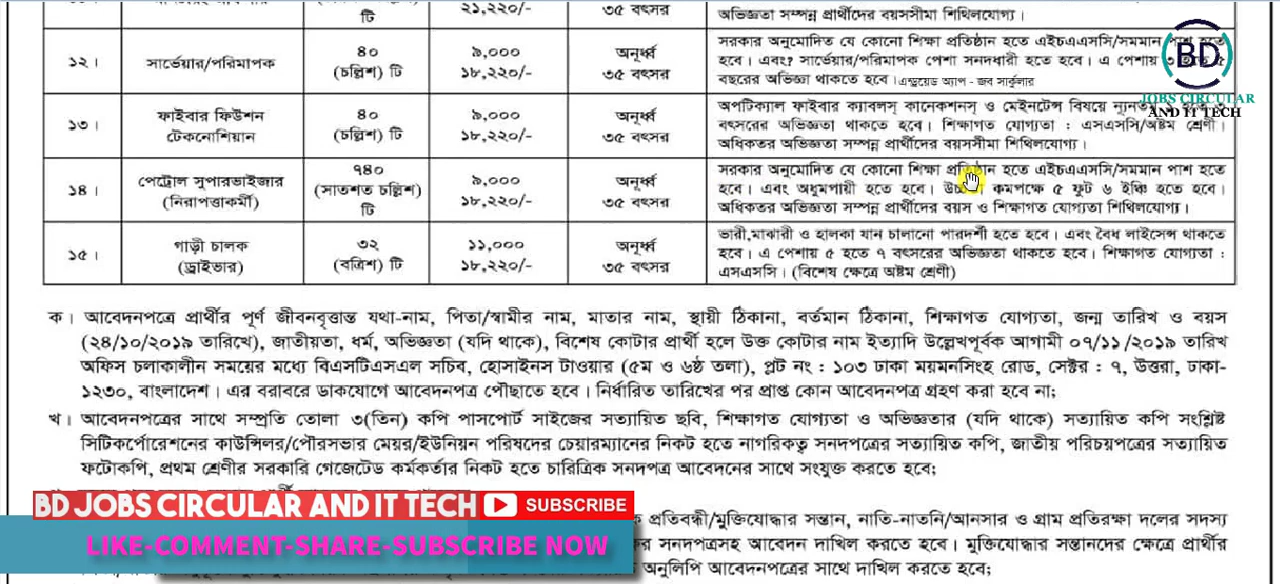 টি ২১,২২০/- ৩৫ বৎসর অভিজ্ঞতা সম্পন্ন প্রার্থীদের বয়সসীমা শিথিলযোগ্য।
১২। সার্ভেয়ার/পরিমাপক ৪০ (চল্লিশ) টি ৯,০০০ ১৮,২২০/- অনূর্ধ্ব ৩৫ বৎসর
সরকার অনুমোদিত যে কোনো শিক্ষা প্রতিষ্ঠান হতে এইচএসসি/সমমান পাশ হতে
হবে। এবং? সার্ভেয়ার/পরিমাপক পেশা সনদধারী হতে হবে। এ পেশায় ৩ হতে ৫
বছরের অভিজ্ঞা থাকতে হবে। এন্ড্রয়েড অ্যাপ - জব সার্কুলার
১৩। ফাইবার ফিউশন টেকনোশিয়ান ৪০ (চল্লিশ) টি ৯,০০০ ১৮,২২০/- অনূর্ধ্ব ৩৫ বৎসর
অপটিক্যাল ফাইবার ক্যাবলস্ কানেকশনস্ ও মেইনটেন্স বিষয়ে ন্যুনতম
বৎসরের অভিজ্ঞতা থাকতে হবে। শিক্ষাগত যোগ্যতা : এসএসসি/অষ্টম শ্রেণী।
অধিকতর অভিজ্ঞতা সম্পন্ন প্রার্থীদের বয়সসীমা শিথিলযোগ্য।
১৪। পেট্রোল সুপারভাইজার (নিরাপত্তাকর্মী) ৭৪০ (সাতশত চল্লিশ) টি ৯,০০০ ১৮,২২০/- অনূর্ধ্ব ৩৫ বৎসর
সরকার অনুমোদিত যে কোনো শিক্ষা প্রতিষ্ঠান হতে এইচএসসি/সমমান পাশ হতে
হবে। এবং অধুমপায়ী হতে হবে। কমপক্ষে ৫ ফুট ৬ ইঞ্চি হতে হবে।
অধিকতর অভিজ্ঞতা সম্পন্ন প্রার্থীদের বয়স ও শিক্ষাগত যোগ্যতা শিথিলযোগ্য।
১৫। গাড়ী চালক (ড্রাইভার) ৩২ (বত্রিশ) টি ১১,০০০ ১৮,২২০/- অনূর্ধ্ব ৩৫ বৎসর
ভারী,মাঝারী ও হালকা যান চালানো পারদর্শী হতে হবে। এবং বৈধ লাইসেন্স থাকতে
হবে। এ পেশায় ৫ হতে ৭ বৎসরের অভিজ্ঞতা থাকতে হবে। শিক্ষাগত যোগ্যতা :
এসএসসি। (বিশেষ ক্ষেত্রে অষ্টম শ্রেণী)
BD
JOBS CIRCULAR
AND IT TECH
ক। আবেদনপত্রে প্রার্থীর পূর্ণ জীবনবৃত্তান্ত যথা-নাম, পিতা/স্বামীর নাম, মাতার নাম, স্থায়ী ঠিকানা, বর্তমান ঠিকানা, শিক্ষাগত যোগ্যতা, জন্ম তারিখ ও বয়স
(২৪/১০/২০১৯ তারিখে), জাতীয়তা, ধর্ম, অভিজ্ঞতা (যদি থাকে), বিশেষ কোটার প্রার্থী হলে উক্ত কোটার নাম ইত্যাদি উল্লেখপূর্বক আগামী ০৭/১১/২০১৯ তারিখ
অফিস চলাকালীন সময়ের মধ্যে বিএসটিএসএল সচিব, হোসাইনস টাওয়ার (৫ম ও ৬ষ্ঠ তলা), প্লট নং : ১০৩ ঢাকা ময়মনসিংহ রোড, সেক্টর : ৭, উত্তরা, ঢাকা-
১২৩০, বাংলাদেশ। এর বরাবরে ডাকযোগে আবেদনপত্র পৌছাতে হবে। নির্ধারিত তারিখের পর প্রাপ্ত কোন আবেদনপত্র গ্রহণ করা হবে না;
খ। আবেদনপত্রের সাথে সম্প্রতি তোলা ৩(তিন) কপি পাসপোর্ট সাইজের সত্যায়িত ছবি, শিক্ষাগত যোগ্যতা ও অভিজ্ঞতার (যদি থাকে) সত্যায়িত কপি সংশ্লিষ্ট
সিটিকর্পোরেশনের কাউন্সিলর/পৌরসভার মেয়র/ইউনিয়ন পরিষদের চেয়ারম্যানের নিকট হতে নাগরিকত্ব সনদপত্রের সত্যায়িত কপি, জাতীয় পরিচয়পত্রের সত্যায়িত
ফটোকপি, প্রথম শ্রেণীর সরকারি গেজেটেড কর্মকর্তার নিকট হতে চারিত্রিক সনদপত্র আবেদনের সাথে সংযুক্ত করতে হবে;
BD JOBS CIRCULAR AND IT TECH SUBSCRIBE
প্রতিবন্ধী/মুক্তিযোদ্ধার সন্তান, নাতি-নাতনি/আনসার ও গ্রাম প্রতিরক্ষা দলের সদস্য
LIKE-COMMENT-SHARE-SUBSCRIBE NOW
সনদপত্রসহ আবেদন দাখিল করতে হবে। মুক্তিযোদ্ধার সন্তানদের ক্ষেত্রে প্রার্থীর
অনুলিপি আবেদনপত্রের সাথে দাখিল করতে হবে;